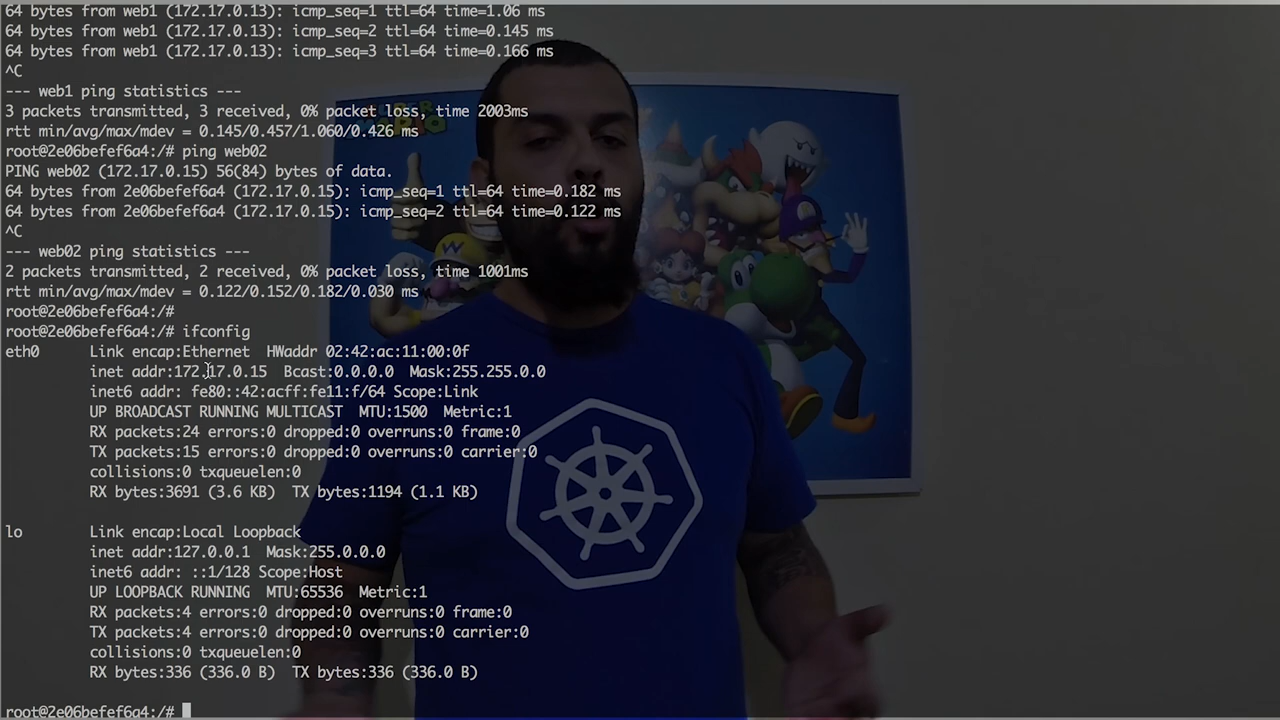 64 bytes from web1 (172.17.0.13): icmp_seq=1 ttl=64 time=1.06 ms
64 bytes from web1 (172.17.0.13): icmp_seq=2 ttl=64 time=0.145 ms
64 bytes from web1 (172.17.0.13): icmp_seq=3 ttl=64 time=0.166 ms
^C
--- web1 ping statistics ---
3 packets transmitted, 3 received, 0% packet loss, time 2003ms
rtt min/avg/max/mdev = 0.145/0.457/1.060/0.426 ms
root@2e06befef6a4:/# ping web02
PING web02 (172.17.0.15) 56(84) bytes of data.
64 bytes from 2e06befef6a4 (172.17.0.15): icmp_seq=1 ttl=64 time=0.182 ms
64 bytes from 2e06befef6a4 (172.17.0.15): icmp_seq=2 ttl=64 time=0.122 ms
^C
--- web02 ping statistics ---
2 packets transmitted, 2 received, 0% packet loss, time 1001ms
rtt min/avg/max/mdev = 0.122/0.152/0.182/0.030 ms
root@2e06befef6a4:/#
root@2e06befef6a4:/# ifconfig
eth0 Link encap:Ethernet HWaddr 02:42:ac:11:00:0f
inet addr:172.17.0.15 Bcast:0.0.0.0 Mask:255.255.0.0
inet6 addr: fe80::42:acff:fe11:f/64 Scope:Link
UP BROADCAST RUNNING MULTICAST MTU:1500 Metric:1
RX packets:24 errors:0 dropped:0 overruns:0 frame:0
TX packets:15 errors:0 dropped:0 overruns:0 carrier:0
collisions:0 txqueuelen:0
RX bytes:3691 (3.6 KB) TX bytes:1194 (1.1 KB)
lo Link encap:Local Loopback
inet addr:127.0.0.1 Mask:255.0.0.0
inet6 addr: ::1/128 Scope:Host
UP LOOPBACK RUNNING MTU:65536 Metric:1
RX packets:4 errors:0 dropped:0 overruns:0 frame:0
TX packets:4 errors:0 dropped:0 overruns:0 carrier:0
collisions:0 txqueuelen:0
RX bytes:336 (336.0 B) TX bytes:336 (336.0 B)
root@2e06befef6a4:/#
SUPER
MARIO